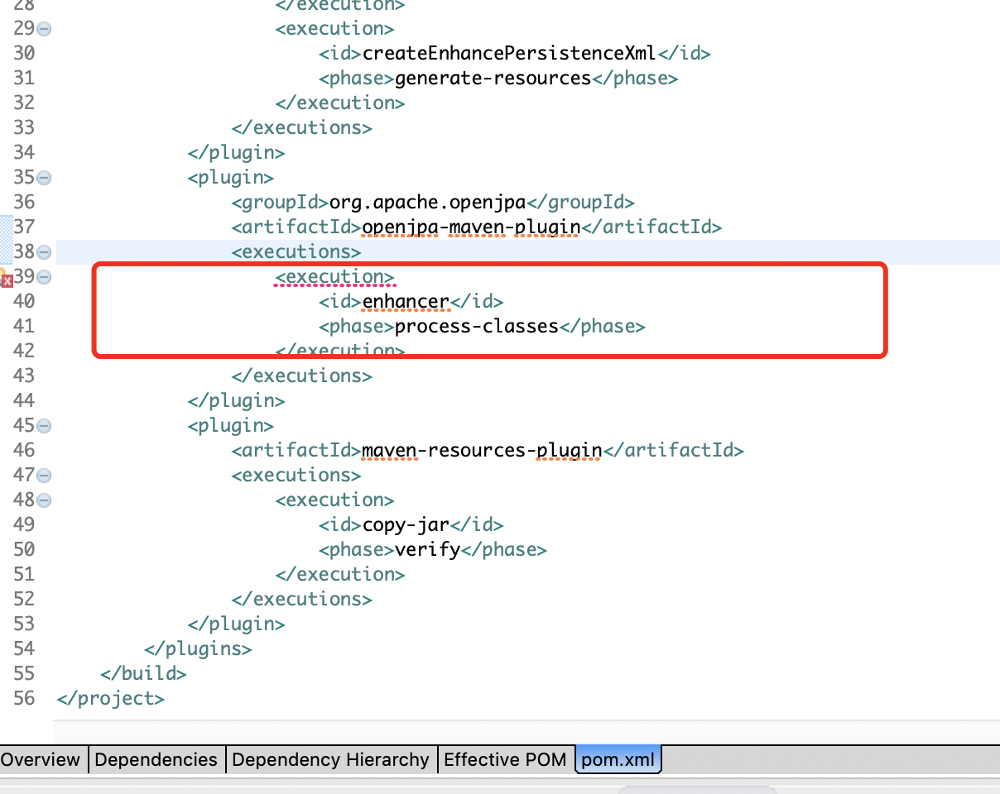 28 </execution>
29 <execution>
30 <id>createEnhancePersistenceXml</id>
31 <phase>generate-resources</phase>
32 </execution>
33 </executions>
34 </plugin>
35 <plugin>
36 <groupId>org.apache.openjpa</groupId>
37 <artifactId>openjpa-maven-plugin</artifactId>
38 <executions>
39 <execution>
40 <id>enhancer</id>
41 <phase>process-classes</phase>
42 </execution>
43 </executions>
44 </plugin>
45 <plugin>
46 <artifactId>maven-resources-plugin</artifactId>
47 <executions>
48 <execution>
49 <id>copy-jar</id>
50 <phase>verify</phase>
51 </execution>
52 </executions>
53 </plugin>
54 </plugins>
55 </build>
56 </project>
Overview Dependencies Dependency Hierarchy Effective POM pom.xml